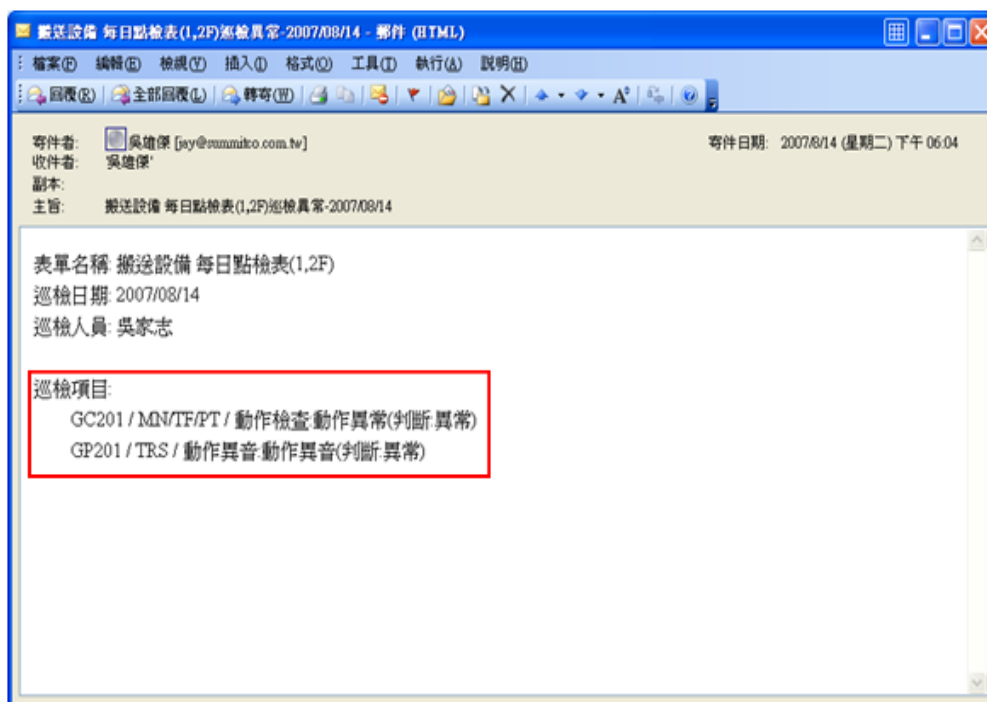 搬送設備 每日點檢表(1,2F)巡檢異常-2007/08/14 - 郵件 (HTML)
檔案(F) 編輯(E) 檢視(V) 插入(I) 格式(O) 工具(T) 執行(A) 說明(H)
回覆(R) 全部回覆(L) 轉寄(W)
寄件者: 吳雄傑 [jay@summitco.com.tw] 寄件日期: 2007/8/14 (星期二) 下午 06:04
收件者: '吳雄傑'
副本:
主旨: 搬送設備 每日點檢表(1,2F)巡檢異常-2007/08/14
表單名稱: 搬送設備 每日點檢表(1,2F)
巡檢日期: 2007/08/14
巡檢人員: 吳家志
巡檢項目:
GC201 / MN/TF/PT / 動作檢查:動作異常(判斷:異常)
GP201 / TRS / 動作異音:動作異音(判斷:異常)